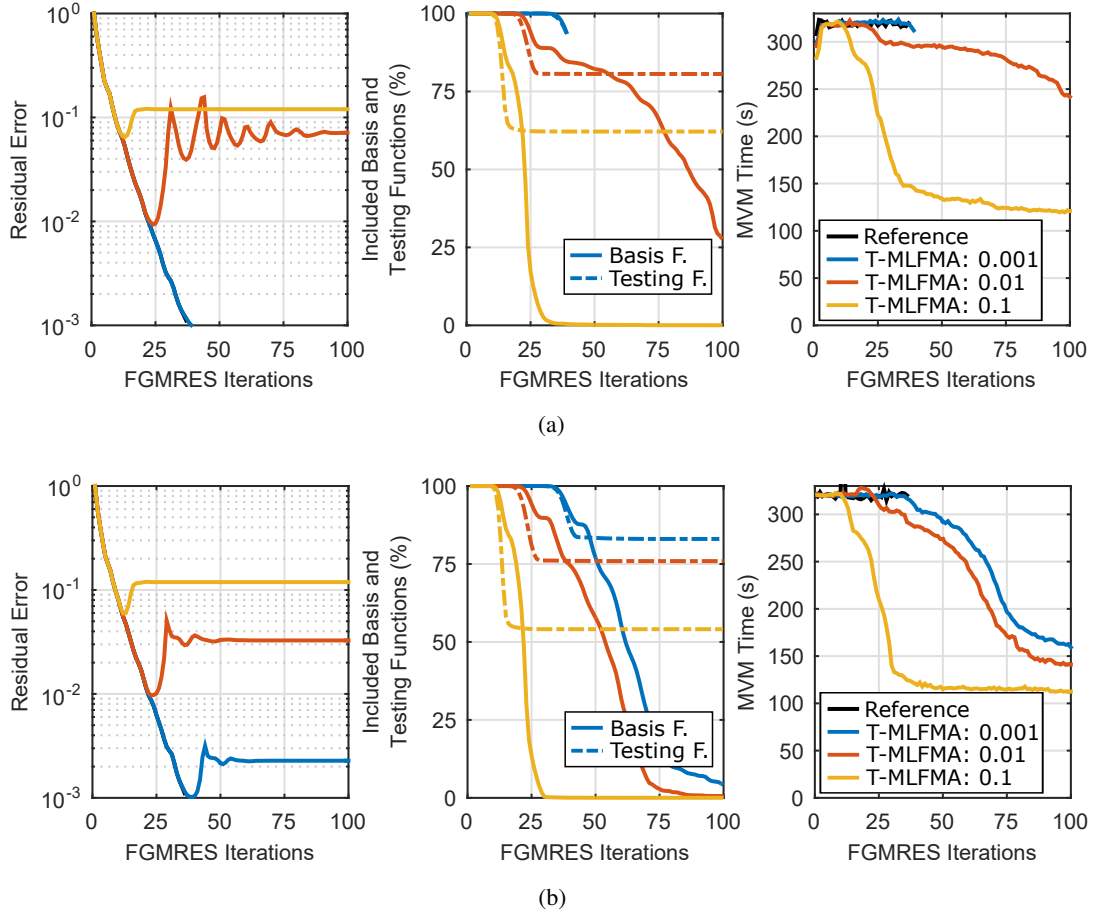 Residual Error
10^0
10^-1
10^-2
10^-3
0 25 50 75 100
FGMRES Iterations
Included Basis and
Testing Functions (%)
100
75
50
25
0
Basis F.
Testing F.
0 25 50 75 100
FGMRES Iterations
MVM Time (s)
300
250
200
150
100
50
0
Reference
T-MLFMA: 0.001
T-MLFMA: 0.01
T-MLFMA: 0.1
0 25 50 75 100
FGMRES Iterations
(a)
Residual Error
10^0
10^-1
10^-2
10^-3
0 25 50 75 100
FGMRES Iterations
Included Basis and
Testing Functions (%)
100
75
50
25
0
Basis F.
Testing F.
0 25 50 75 100
FGMRES Iterations
MVM Time (s)
300
250
200
150
100
50
0
Reference
T-MLFMA: 0.001
T-MLFMA: 0.01
T-MLFMA: 0.1
0 25 50 75 100
FGMRES Iterations
(b)